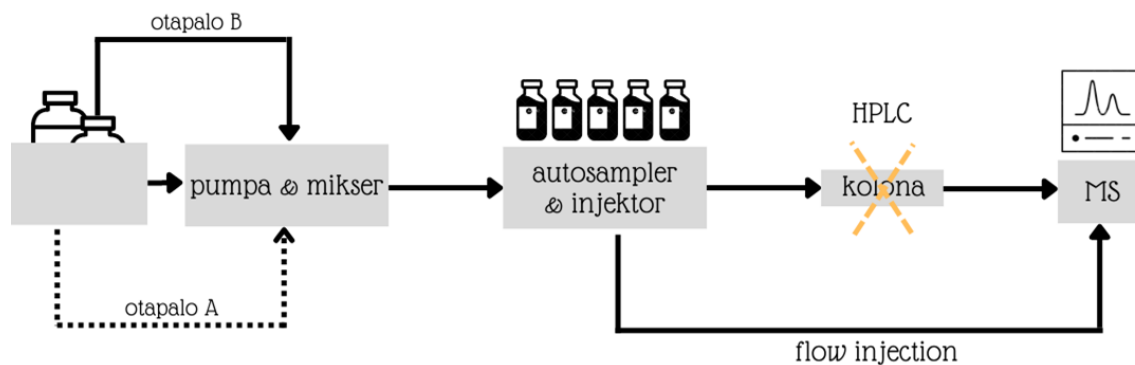 otapalo B
HPLC
pumpa & mikser
autosampler
& injektor
kolona
MS
otapalo A
flow injection